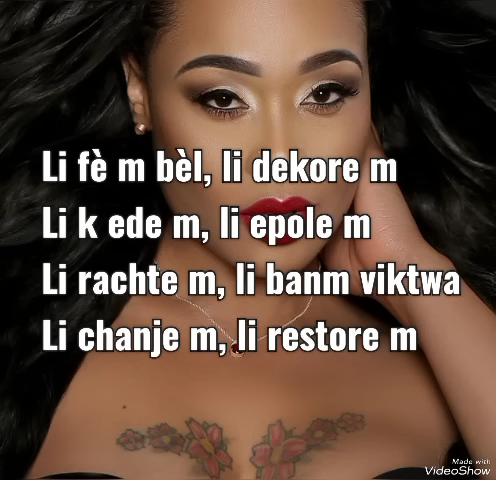 Li fè m bèl, li dekore m
Li k ede m, li epole m
Li rachte m, li banm viktwa
Li chanje m, li restore m
Made with
VideoShow